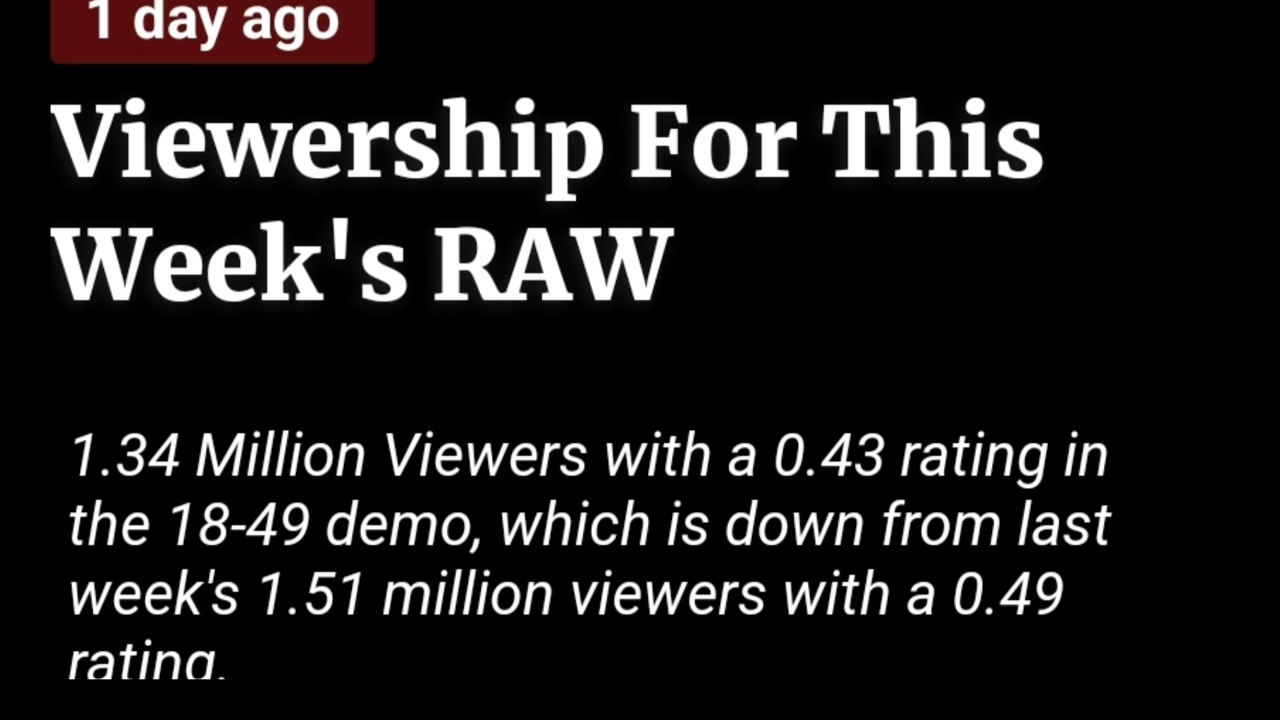 1 day ago
Viewership For This
Week's RAW
1.34 Million Viewers with a 0.43 rating in
the 18-49 demo, which is down from last
week's 1.51 million viewers with a 0.49
rating.